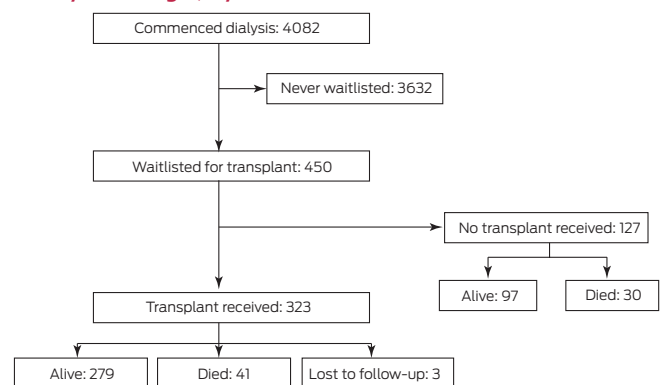 Commenced dialysis: 4082
Never waitlisted: 3632
Waitlisted for transplant: 450
No transplant received: 127
Alive: 97
Died: 30
Transplant received: 323
Alive: 279
Died: 41
Lost to follow-up: 3